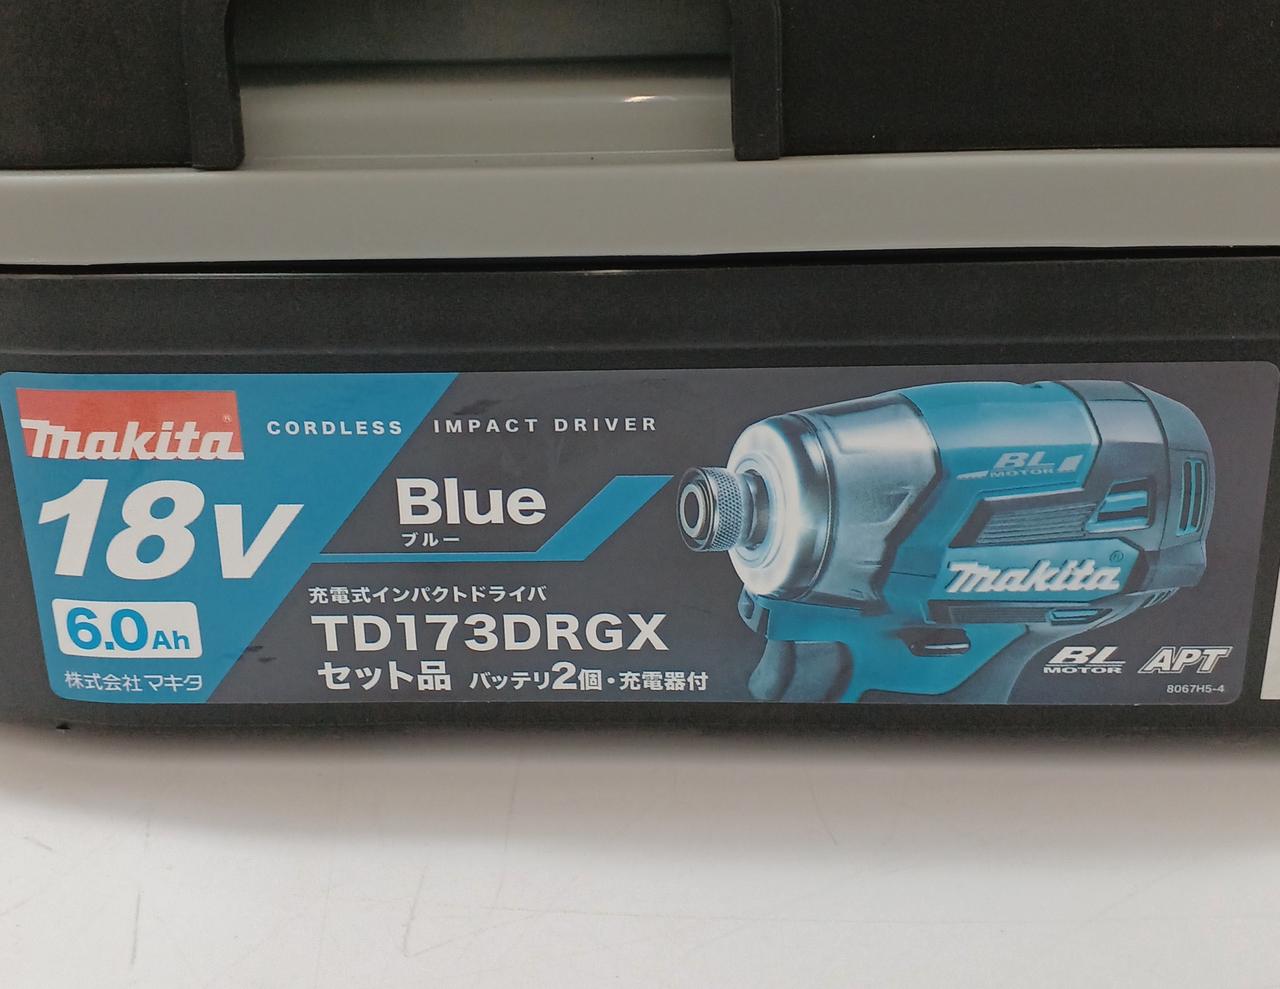 makita®
CORDLESS IMPACT DRIVER
18V
Blue
ブルー
6.0Ah
株式会社マキタ
充電式インパクトドライバ
TD173DRGX
セット品 バッテリ2個・充電器付
BL
MOTOR
makita®
BL
MOTOR
APT
8067H5-4